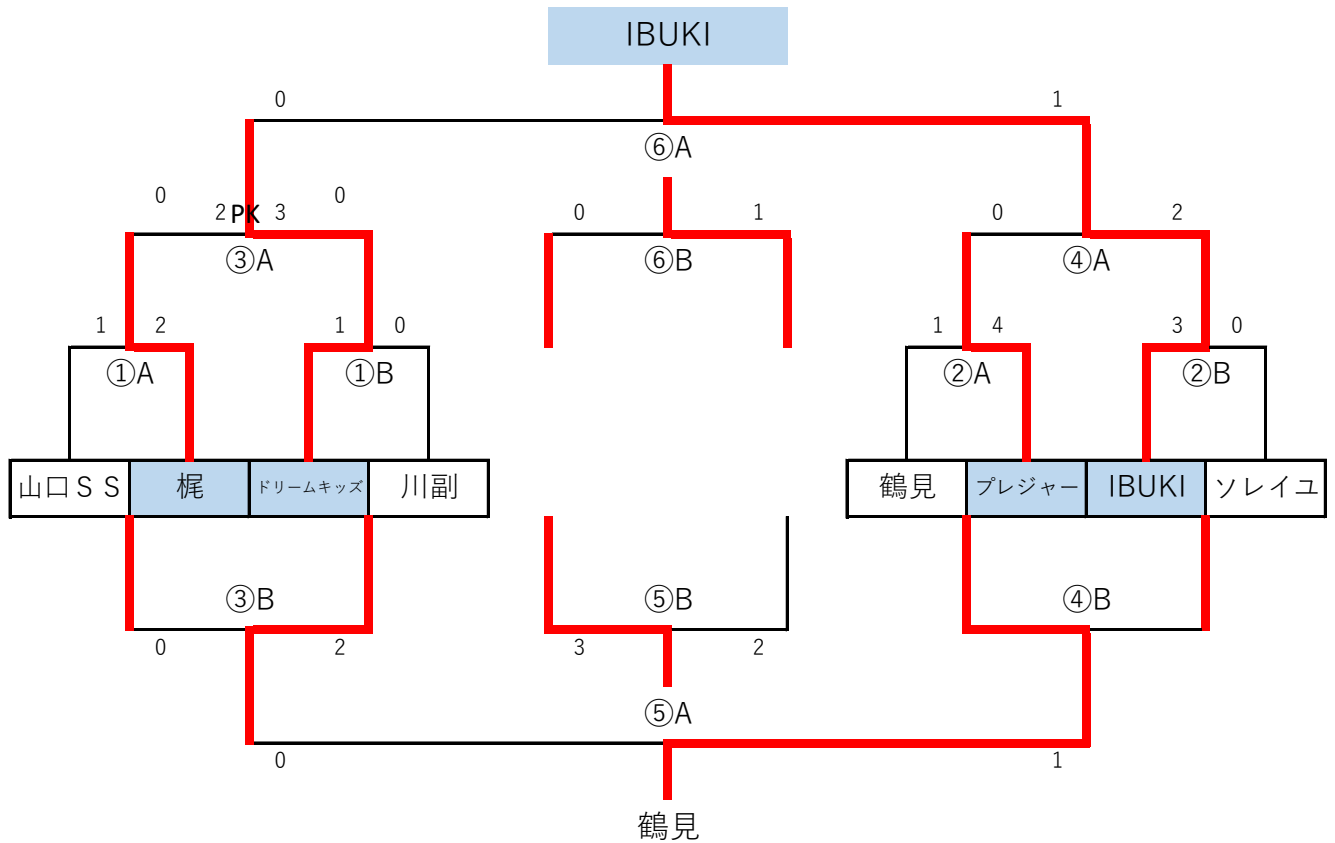 IBUKI
0 1
⑥A
0 2 PK 3 0 0 1 0 2
③A ⑥B ④A
1 2 1 0 1 4 3 0
①A ①B ②A ②B
山口ＳＳ 梶 ドリームキッズ 川副 鶴見 プレジャー IBUKI ソレイユ
③B ⑤B ④B
0 2 3 2
⑤A
0 1
鶴見